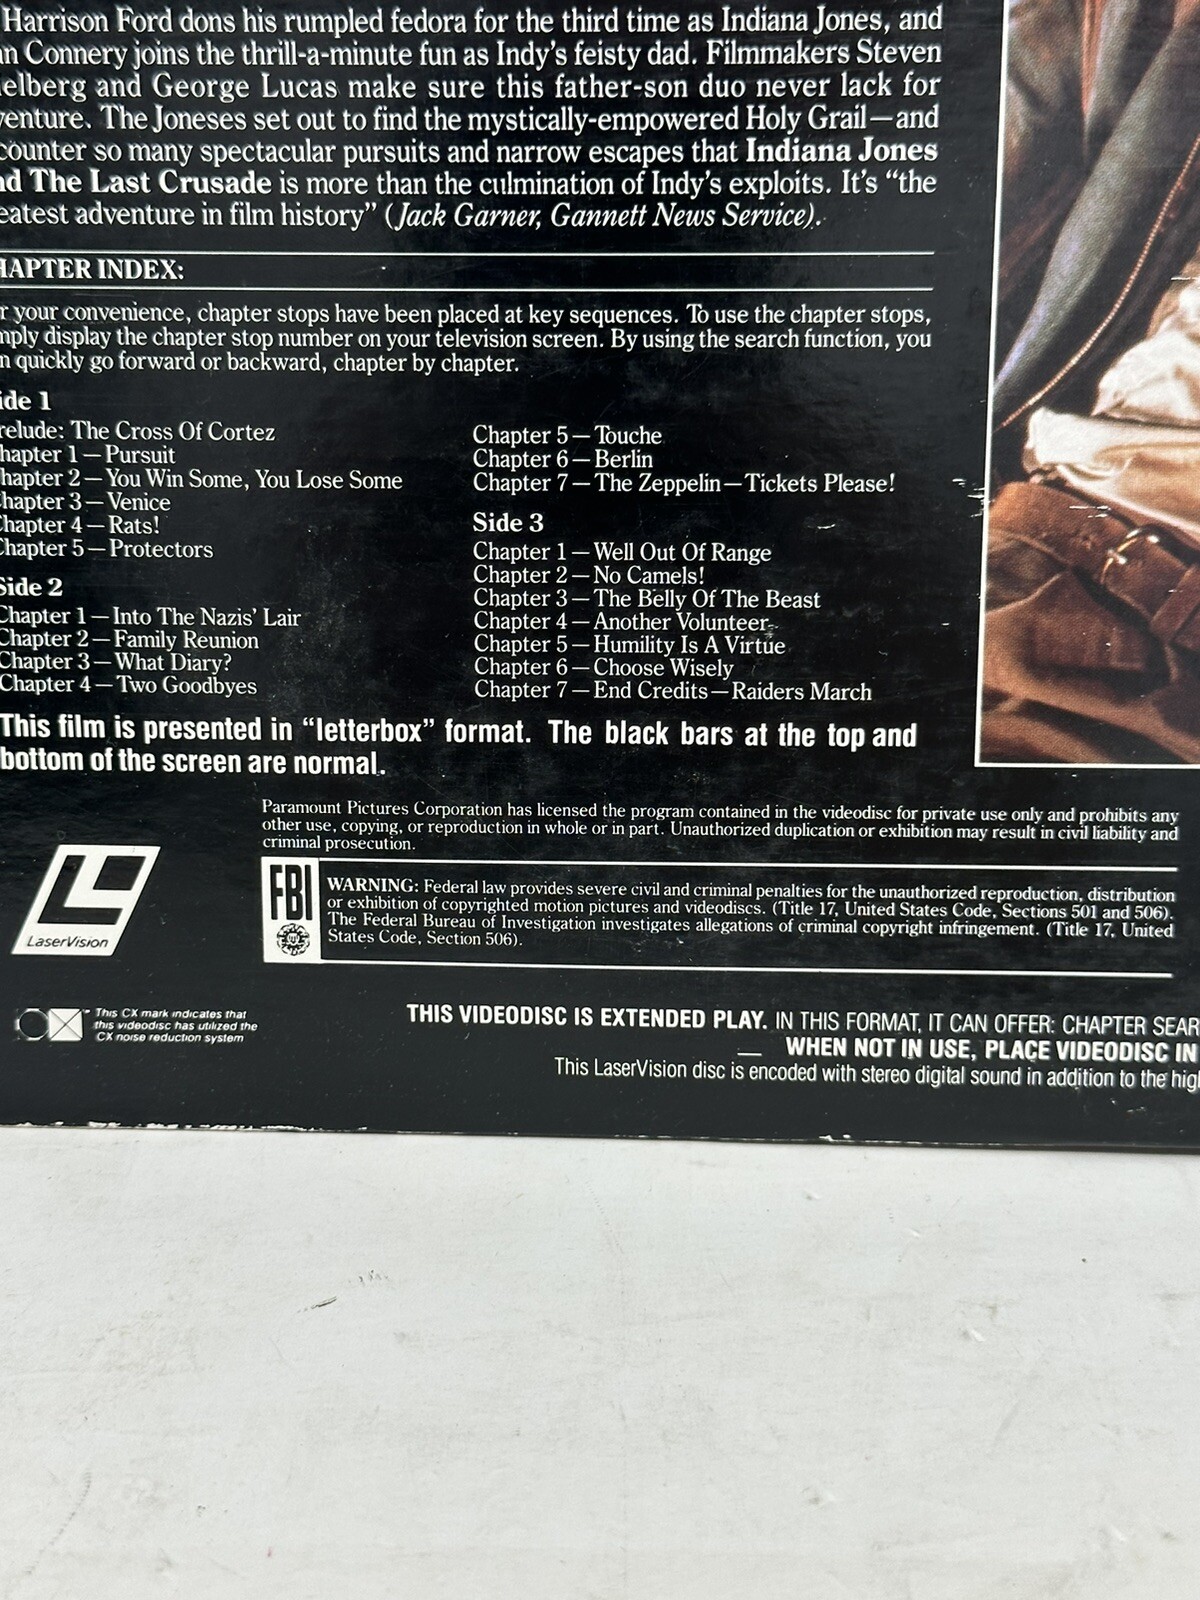 Harrison Ford dons his rumpled fedora for the third time as Indiana Jones, and
n Connery joins the thrill-a-minute fun as Indy's feisty dad. Filmmakers Steven
elberg and George Lucas make sure this father-son duo never lack for
venture. The Joneses set out to find the mystically-empowered Holy Grail—and
counter so many spectacular pursuits and narrow escapes that Indiana Jones
nd The Last Crusade is more than the culmination of Indy's exploits. It's "the
eatest adventure in film history" (Jack Garner, Gannett News Service).
HAPTER INDEX:
r your convenience, chapter stops have been placed at key sequences. To use the chapter stops,
mply display the chapter stop number on your television screen. By using the search function, you
n quickly go forward or backward, chapter by chapter.
ide 1
relude: The Cross Of Cortez
hapter 1—Pursuit
hapter 2—You Win Some, You Lose Some
Chapter 3—Venice
Chapter 4—Rats!
Chapter 5—Protectors
Side 2
Chapter 1—Into The Nazis' Lair
Chapter 2—Family Reunion
Chapter 3—What Diary?
Chapter 4—Two Goodbyes
Chapter 5—Touche
Chapter 6—Berlin
Chapter 7—The Zeppelin—Tickets Please!
Side 3
Chapter 1—Well Out Of Range
Chapter 2—No Camels!
Chapter 3—The Belly Of The Beast
Chapter 4—Another Volunteer
Chapter 5—Humility Is A Virtue
Chapter 6—Choose Wisely
Chapter 7—End Credits—Raiders March
This film is presented in "letterbox" format. The black bars at the top and
bottom of the screen are normal.
Paramount Pictures Corporation has licensed the program contained in the videodisc for private use only and prohibits any
other use, copying, or reproduction in whole or in part. Unauthorized duplication or exhibition may result in civil liability and
criminal prosecution.
LaserVision
FBI
WARNING: Federal law provides severe civil and criminal penalties for the unauthorized reproduction, distribution
or exhibition of copyrighted motion pictures and videodiscs. (Title 17, United States Code, Sections 501 and 506).
The Federal Bureau of Investigation investigates allegations of criminal copyright infringement. (Title 17, United
States Code, Section 506).
CX
This CX mark indicates that
this videodisc has utilized the
CX noise reduction system
THIS VIDEODISC IS EXTENDED PLAY. IN THIS FORMAT, IT CAN OFFER: CHAPTER SEAR
WHEN NOT IN USE, PLACE VIDEODISC IN
This LaserVision disc is encoded with stereo digital sound in addition to the hig